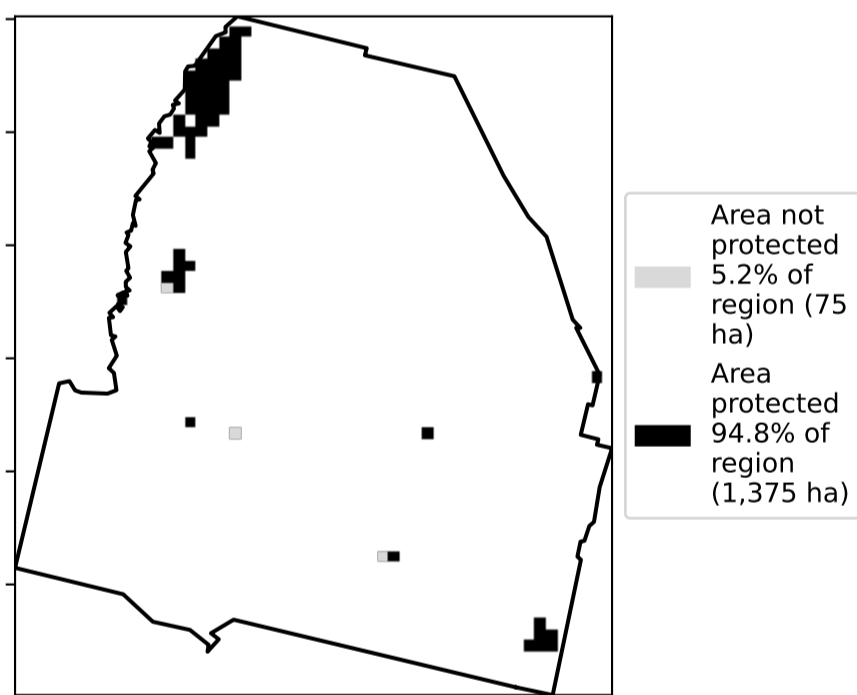 Area not
protected
5.2% of
region (75
ha)
Area
protected
94.8% of
region
(1,375 ha)